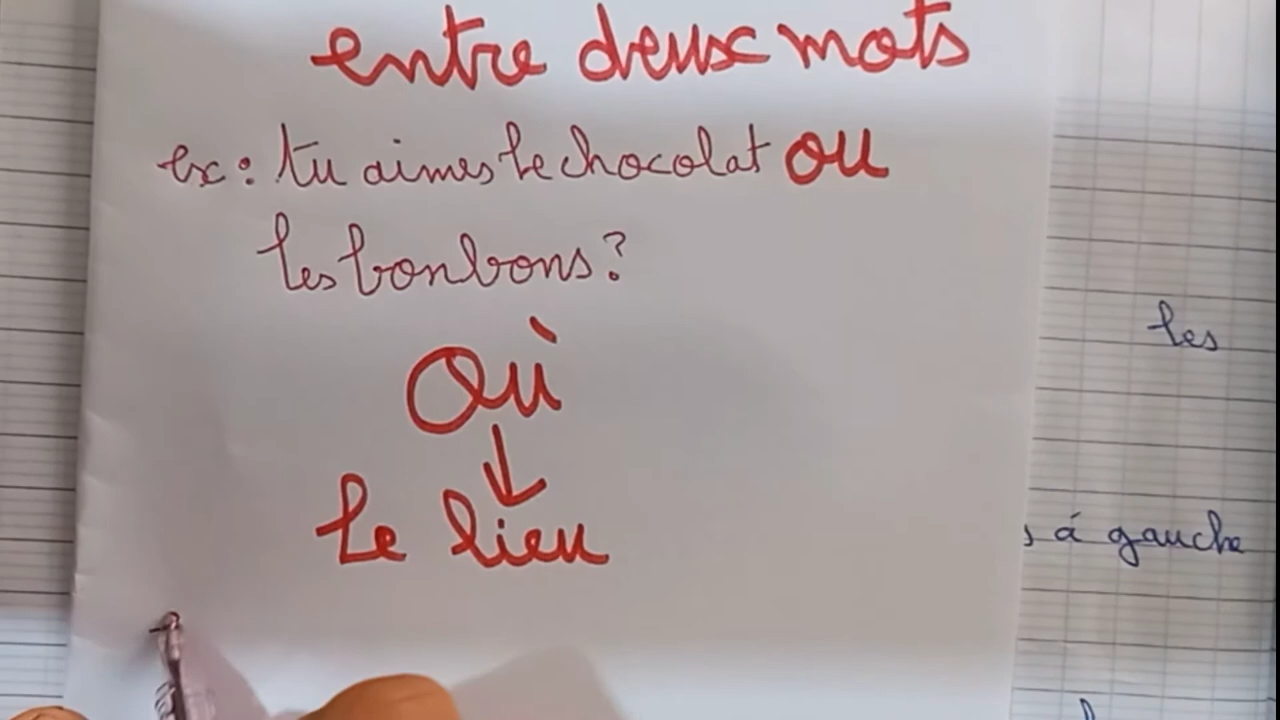 entre deux mots
ex: tu aimes le chocolat ou
les bonbons?
où
le lieu
les
s á gauche